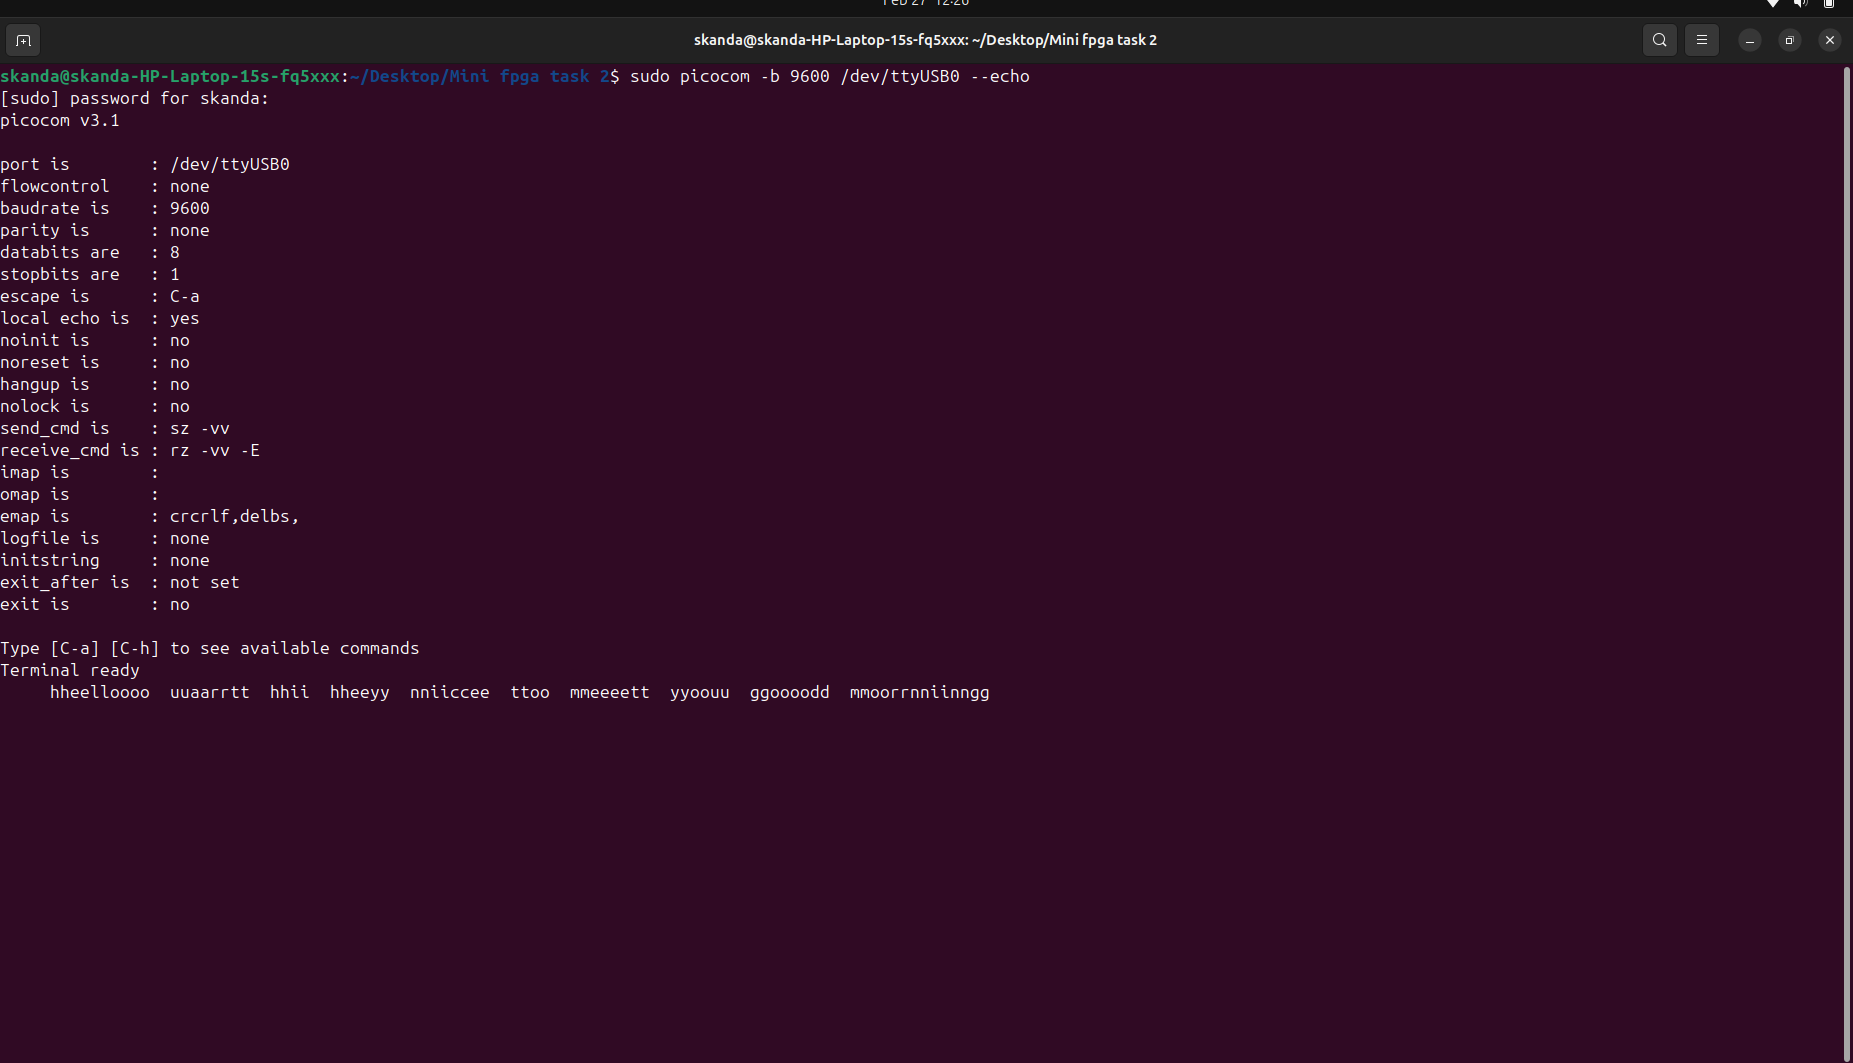 Feb 27 12:26
skanda@skanda-HP-Laptop-15s-fq5xxx: ~/Desktop/Mini fpga task 2
skanda@skanda-HP-Laptop-15s-fq5xxx:~/Desktop/Mini fpga task 2$ sudo picocom -b 9600 /dev/ttyUSB0 --echo
[sudo] password for skanda:
picocom v3.1
port is        : /dev/ttyUSB0
flowcontrol    : none
baudrate is    : 9600
parity is      : none
databits are   : 8
stopbits are   : 1
escape is      : C-a
local echo is  : yes
noinit is      : no
noreset is     : no
hangup is      : no
nolock is      : no
send_cmd is    : sz -vv
receive_cmd is : rz -vv -E
imap is        :
omap is        :
emap is        : crcrlf,delbs,
logfile is     : none
initstring     : none
exit_after is  : not set
exit is        : no
Type [C-a] [C-h] to see available commands
Terminal ready
     hheelloooo  uuaarrtt  hhii  hheeyy  nniiccee  ttoo  mmeeeett  yyoouu  ggoooodd  mmoorrnniinngg